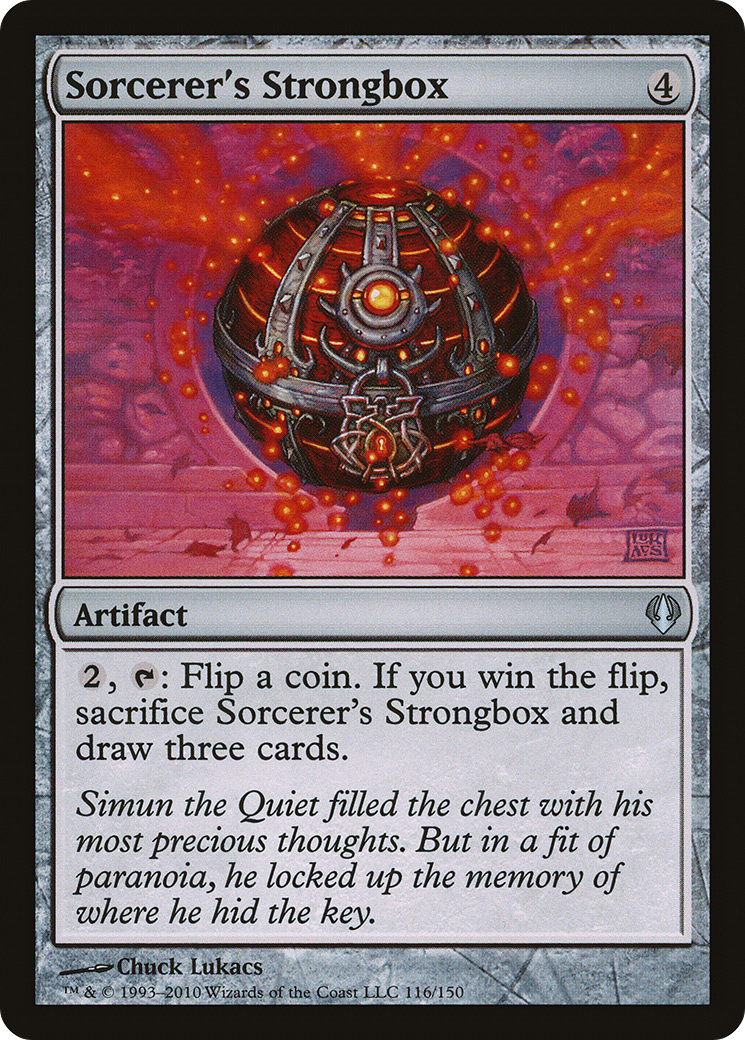 Sorcerer's Strongbox 4
LUK
AFS
Artifact
2, : Flip a coin. If you win the flip,
sacrifice Sorcerer's Strongbox and
draw three cards.
Simun the Quiet filled the chest with his
most precious thoughts. But in a fit of
paranoia, he locked up the memory of
where he hid the key.
Chuck Lukacs
™ & © 1993–2010 Wizards of the Coast LLC 116/150